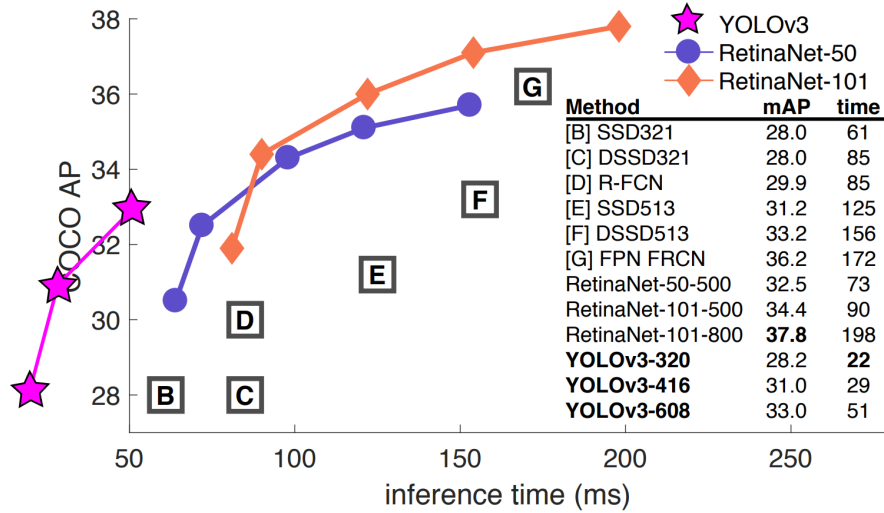 38
36
34
32
30
28
COCO AP
50
100
150
200
250
inference time (ms)
B
C
D
E
F
G
YOLOv3
RetinaNet-50
RetinaNet-101
Method mAP time
[B] SSD321 28.0 61
[C] DSSD321 28.0 85
[D] R-FCN 29.9 85
[E] SSD513 31.2 125
[F] DSSD513 33.2 156
[G] FPN FRCN 36.2 172
RetinaNet-50-500 32.5 73
RetinaNet-101-500 34.4 90
RetinaNet-101-800 37.8 198
YOLOv3-320 28.2 22
YOLOv3-416 31.0 29
YOLOv3-608 33.0 51